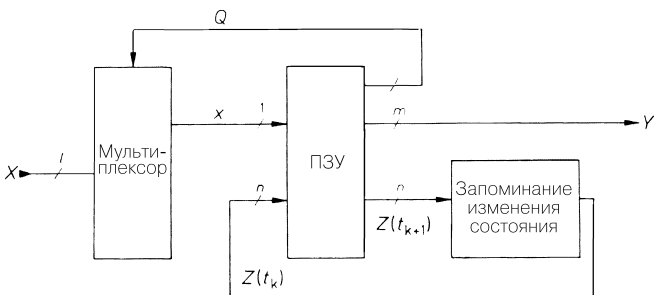 Q
X
l
Мульти-
плексор
x
1
n
ПЗУ
m
Y
n
Z(tk+1)
Запоминание
изменения
состояния
Z(tk)